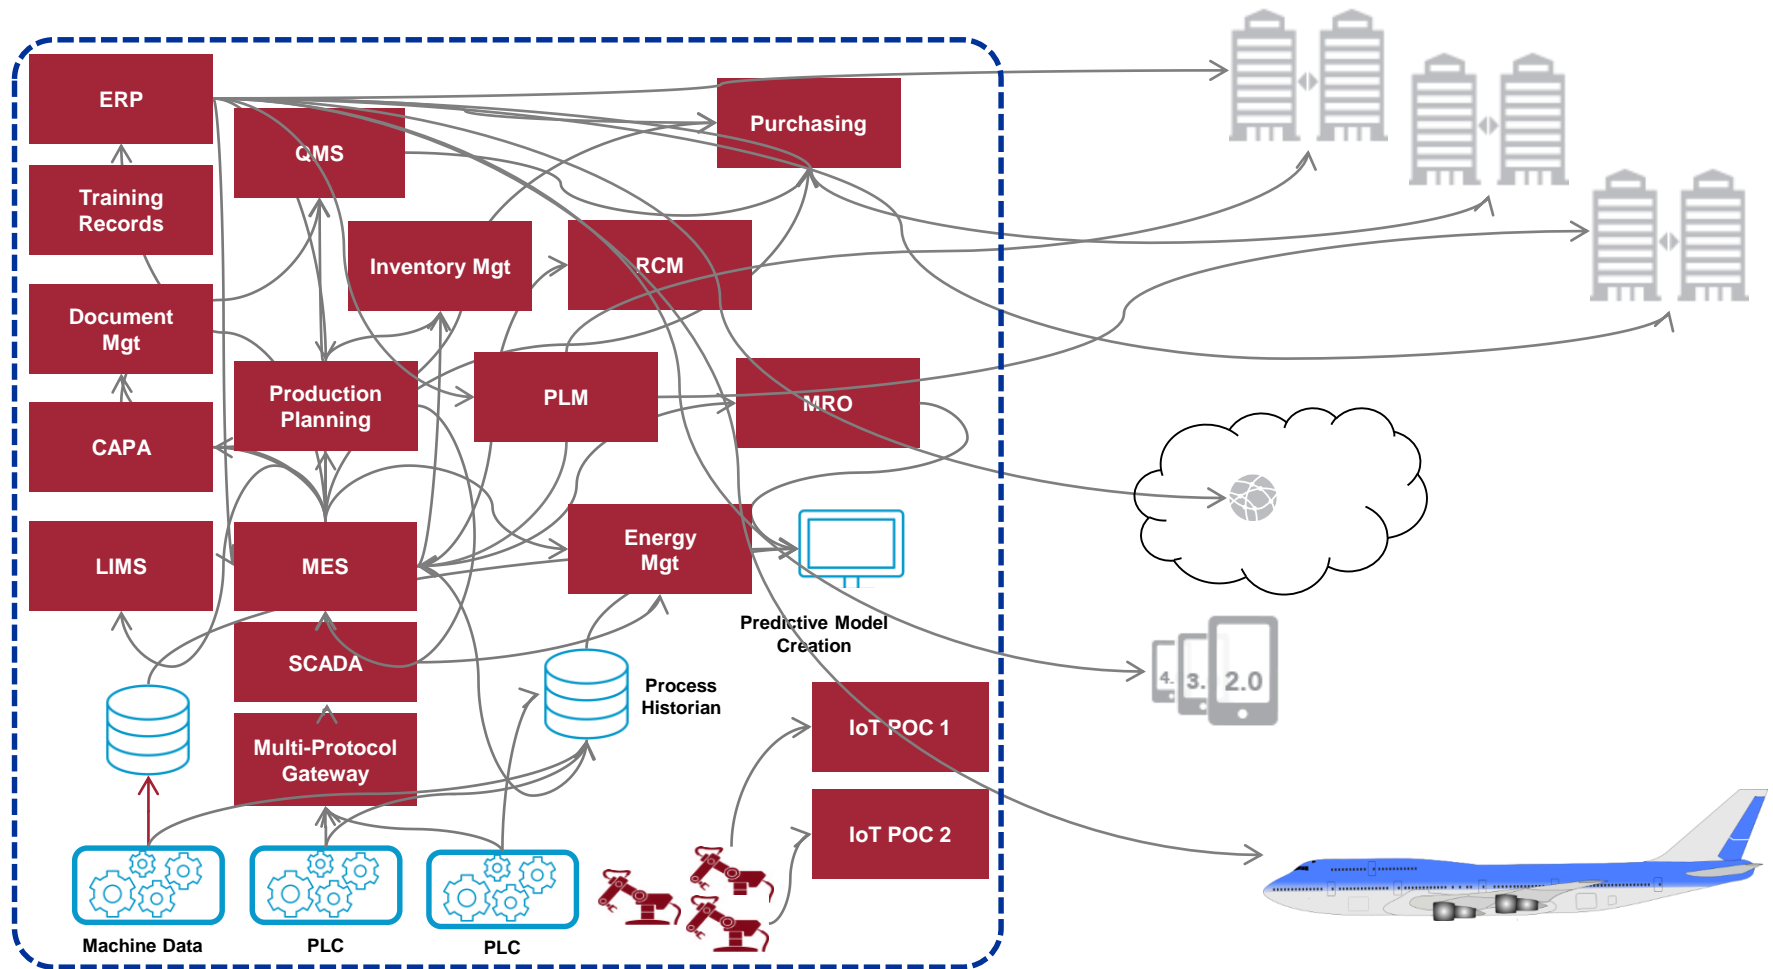 ERP
Purchasing
QMS
Training
Records
Inventory Mgt
RCM
Document
Mgt
Production
Planning
PLM
MRO
CAPA
LIMS
MES
Energy
Mgt
Predictive Model
Creation
SCADA
Process
Historian
4.
3.
2.0
IoT POC 1
Multi-Protocol
Gateway
IoT POC 2
Machine Data
PLC
PLC